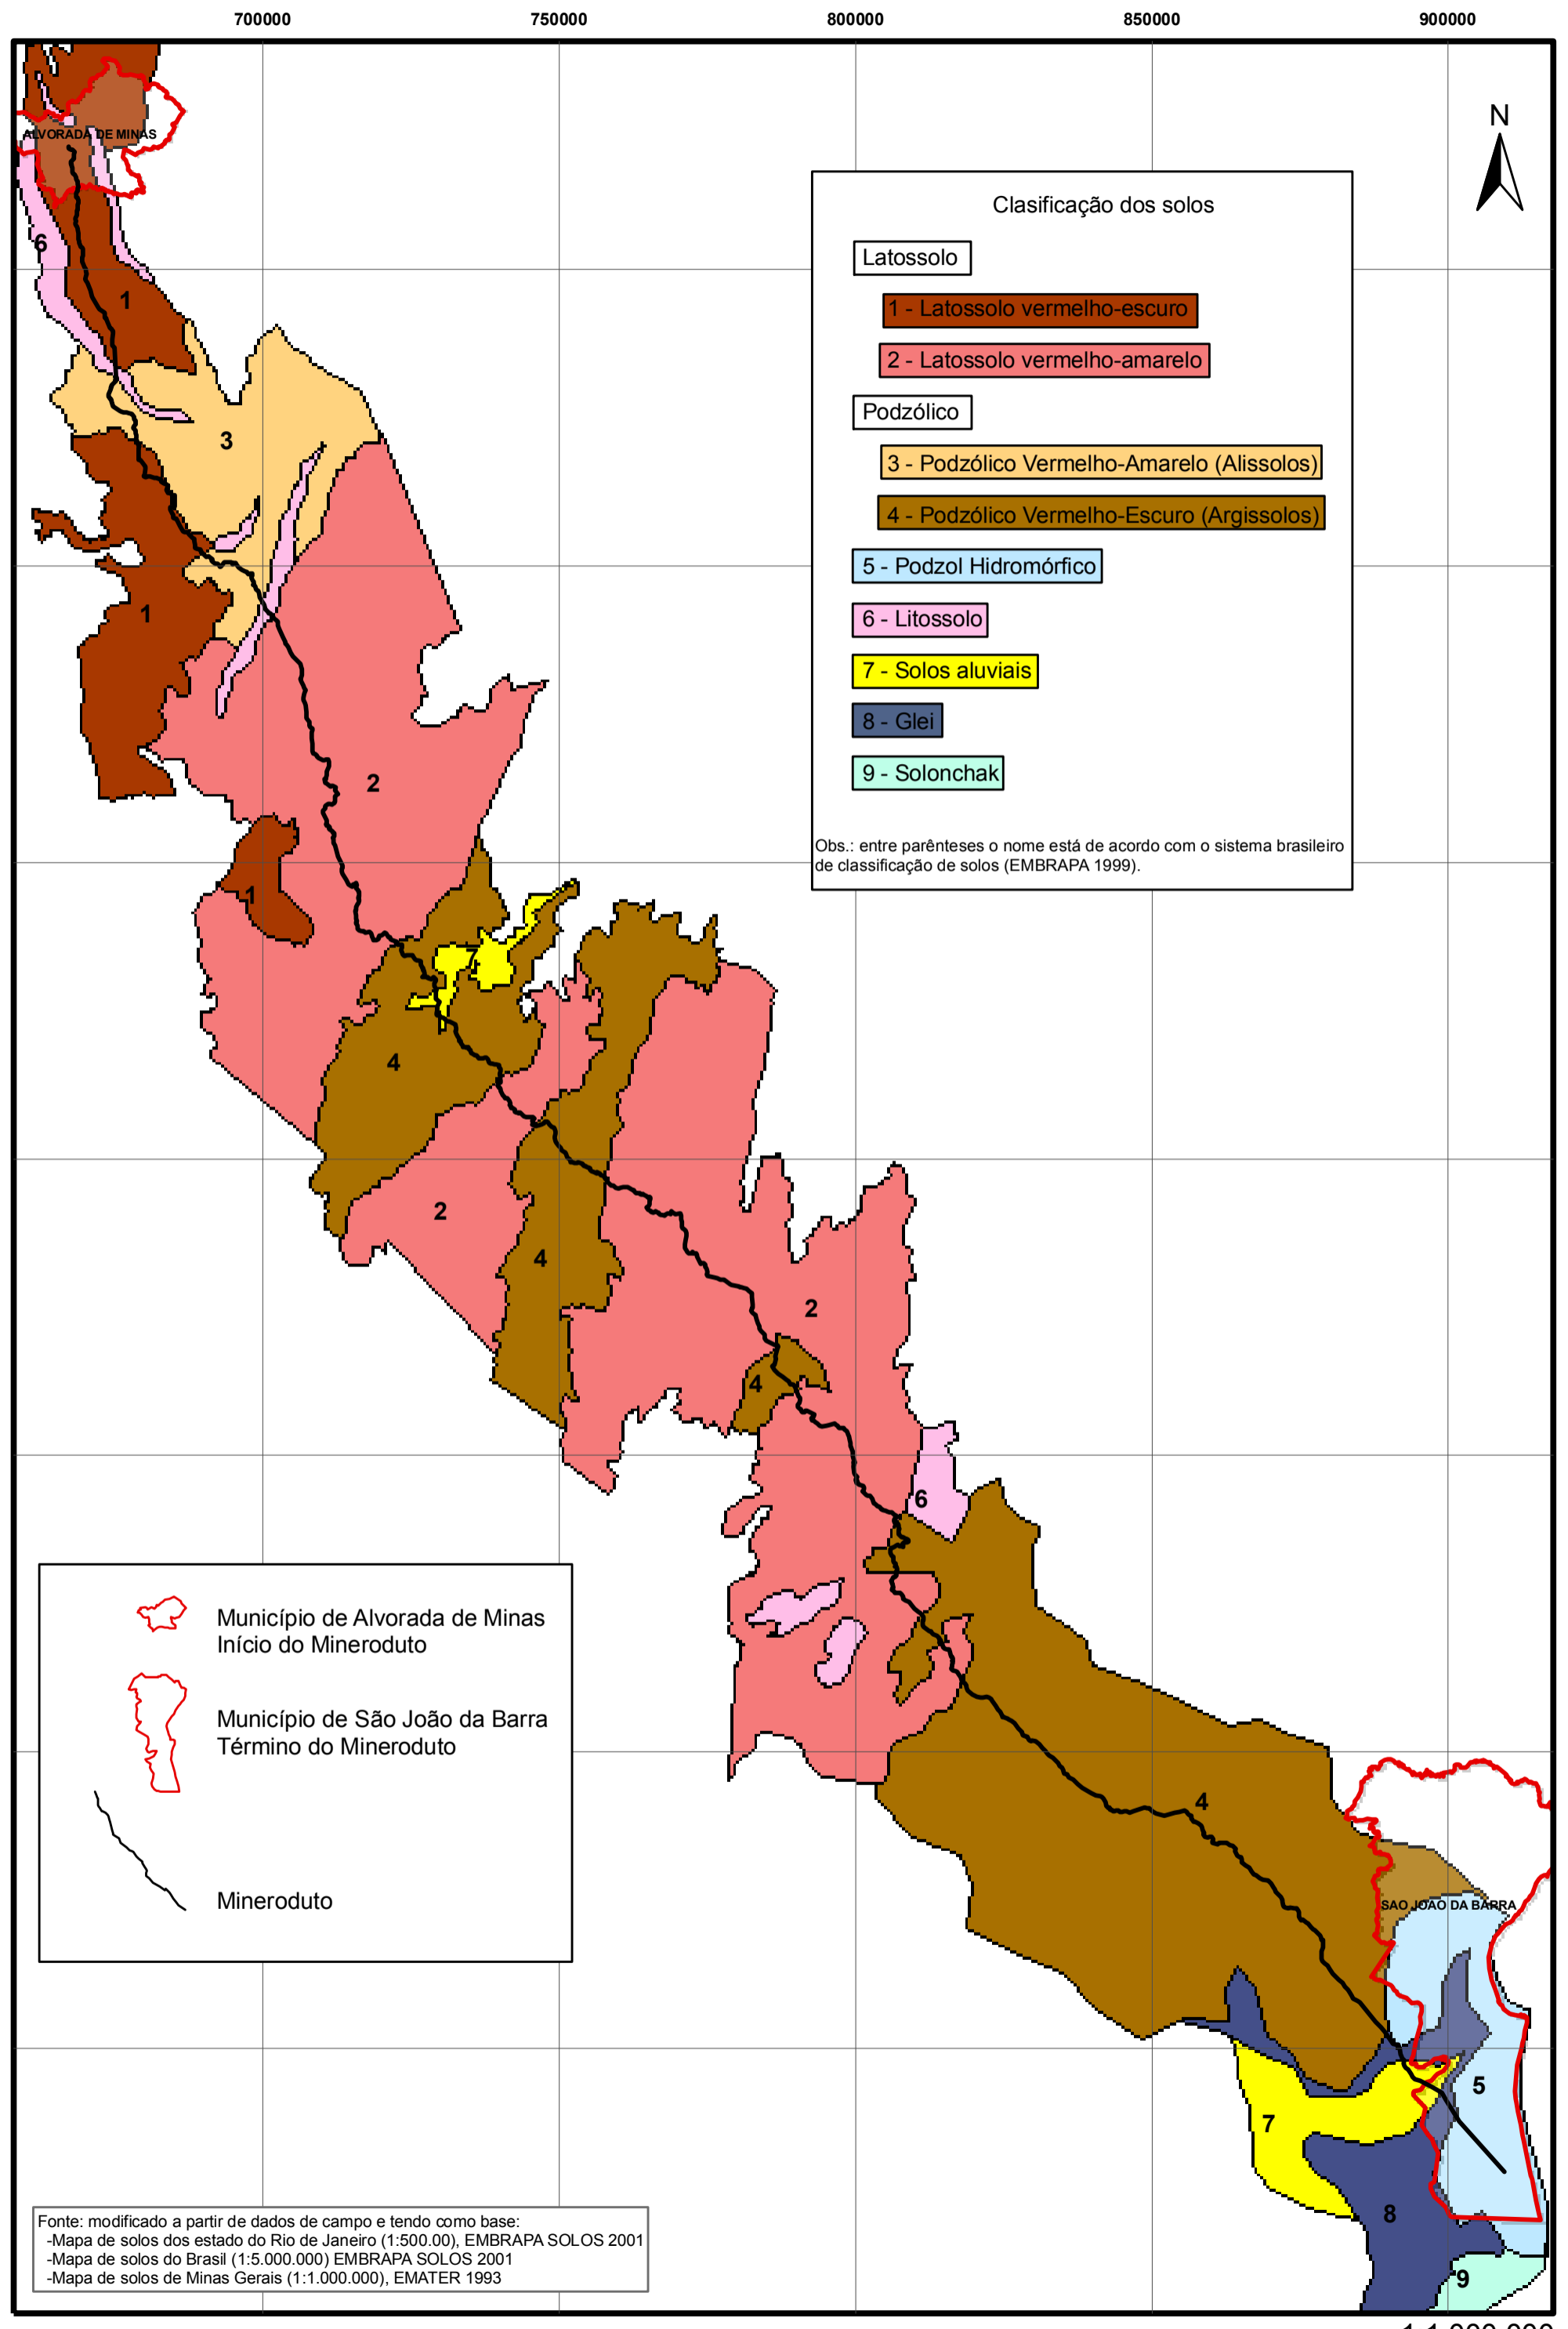 700000 750000 800000 850000 900000
N
ALVORADA DE MINAS
Clasificação dos solos
Latossolo
1 - Latossolo vermelho-escuro
2 - Latossolo vermelho-amarelo
Podzólico
3 - Podzólico Vermelho-Amarelo (Alissolos)
4 - Podzólico Vermelho-Escuro (Argissolos)
5 - Podzol Hidromórfico
6 - Litossolo
7 - Solos aluviais
8 - Glei
9 - Solonchak
Obs.: entre parênteses o nome está de acordo com o sistema brasileiro
de classificação de solos (EMBRAPA 1999).
6
1
3
1
2
1
7
4
2
4
2
4
6
4
SAO JOAO DA BARRA
5
7
8
9
Município de Alvorada de Minas
Início do Mineroduto
Município de São João da Barra
Término do Mineroduto
Mineroduto
Fonte: modificado a partir de dados de campo e tendo como base:
-Mapa de solos dos estado do Rio de Janeiro (1:500.00), EMBRAPA SOLOS 2001
-Mapa de solos do Brasil (1:5.000.000) EMBRAPA SOLOS 2001
-Mapa de solos de Minas Gerais (1:1.000.000), EMATER 1993